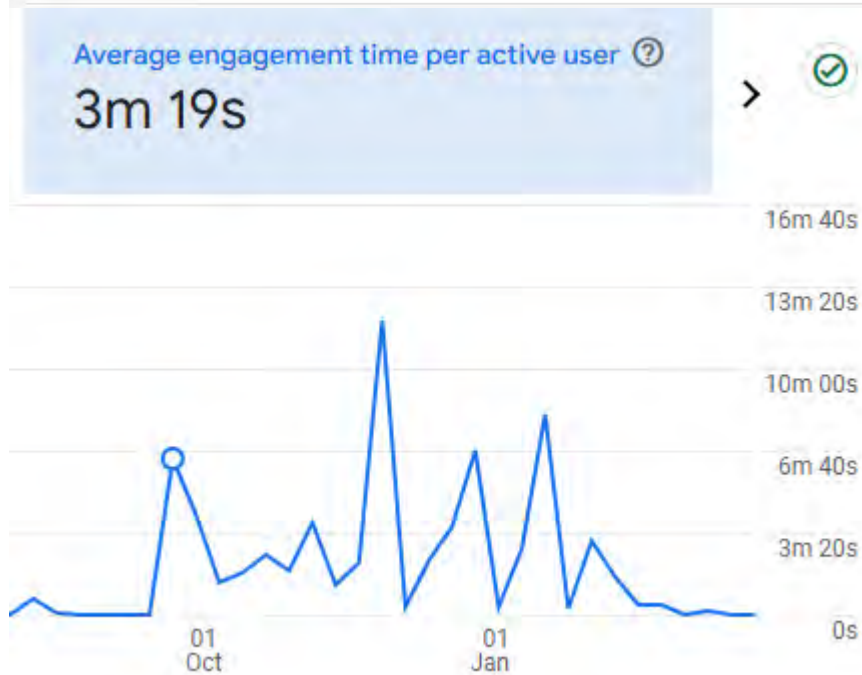 Average engagement time per active user
3m 19s
16m 40s
13m 20s
10m 00s
6m 40s
3m 20s
0s
01
Oct
01
Jan